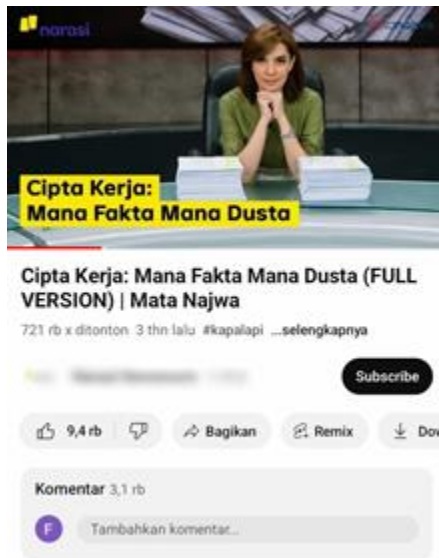 narasi
Cipta Kerja:
Mana Fakta Mana Dusta
Cipta Kerja: Mana Fakta Mana Dusta (FULL
VERSION) | Mata Najwa
721 rb x ditonton 3 thn lalu #kapalapi ...selengkapnya
Subscribe
9,4 rb Bagikan Remix Dow
Komentar 3,1 rb
F Tambahkan komentar...